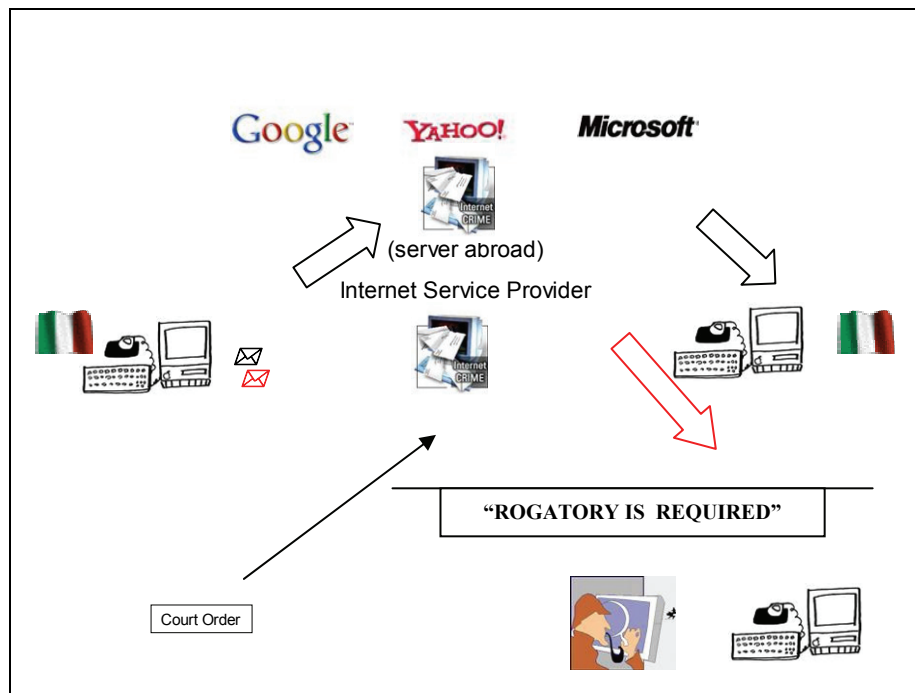 Google YAHOO! Microsoft
Internet
CRIME
(server abroad)
Internet Service Provider
Internet
CRIME
“ROGATORY IS REQUIRED”
Court Order